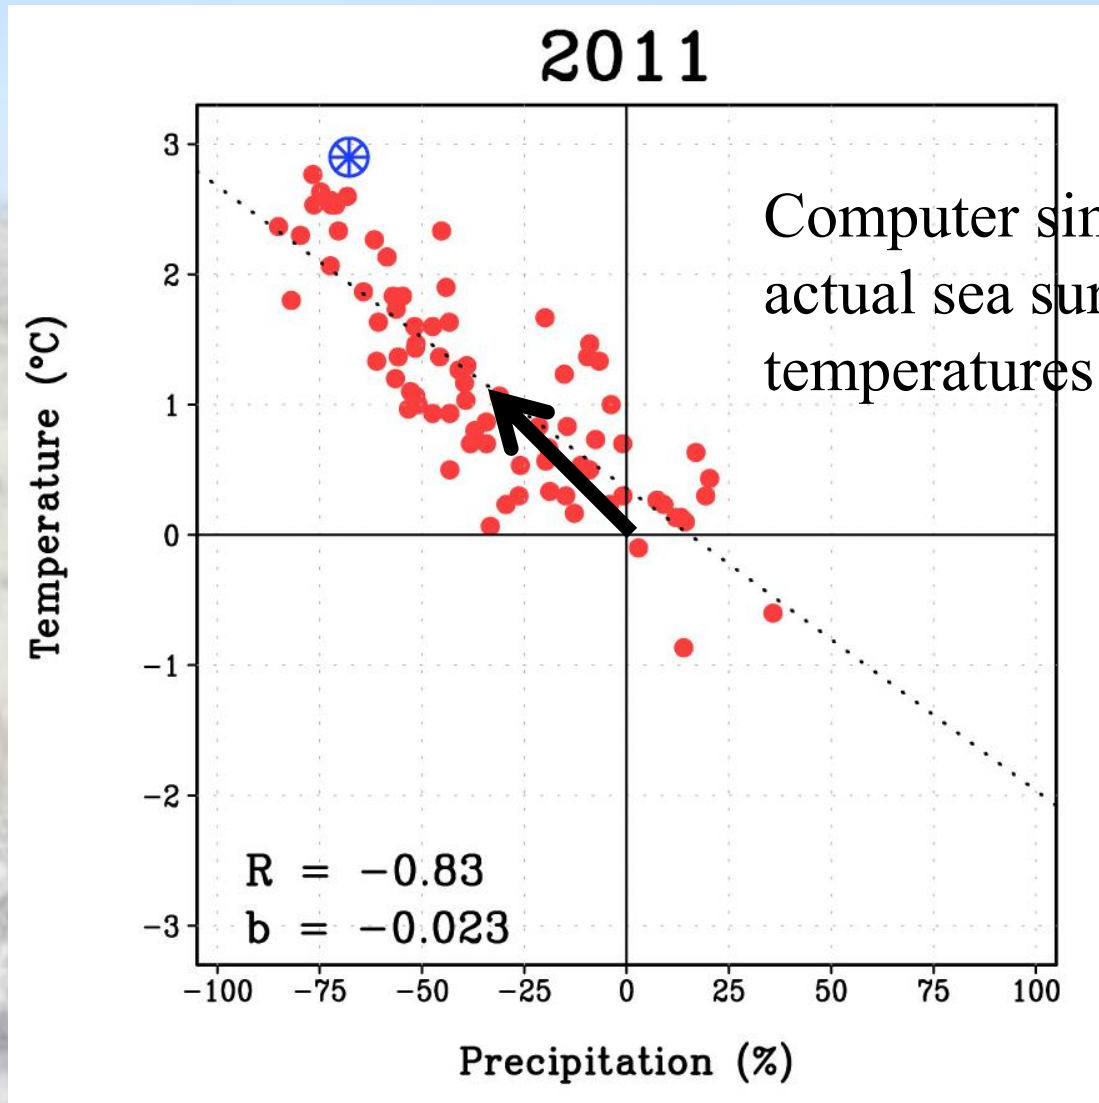 2011
Computer sim
actual sea sur
temperatures
Temperature (°C)
3
2
1
0
−1
−2
−3
R = −0.83
b = −0.023
−100 −75 −50 −25 0 25 50 75 100
Precipitation (%)